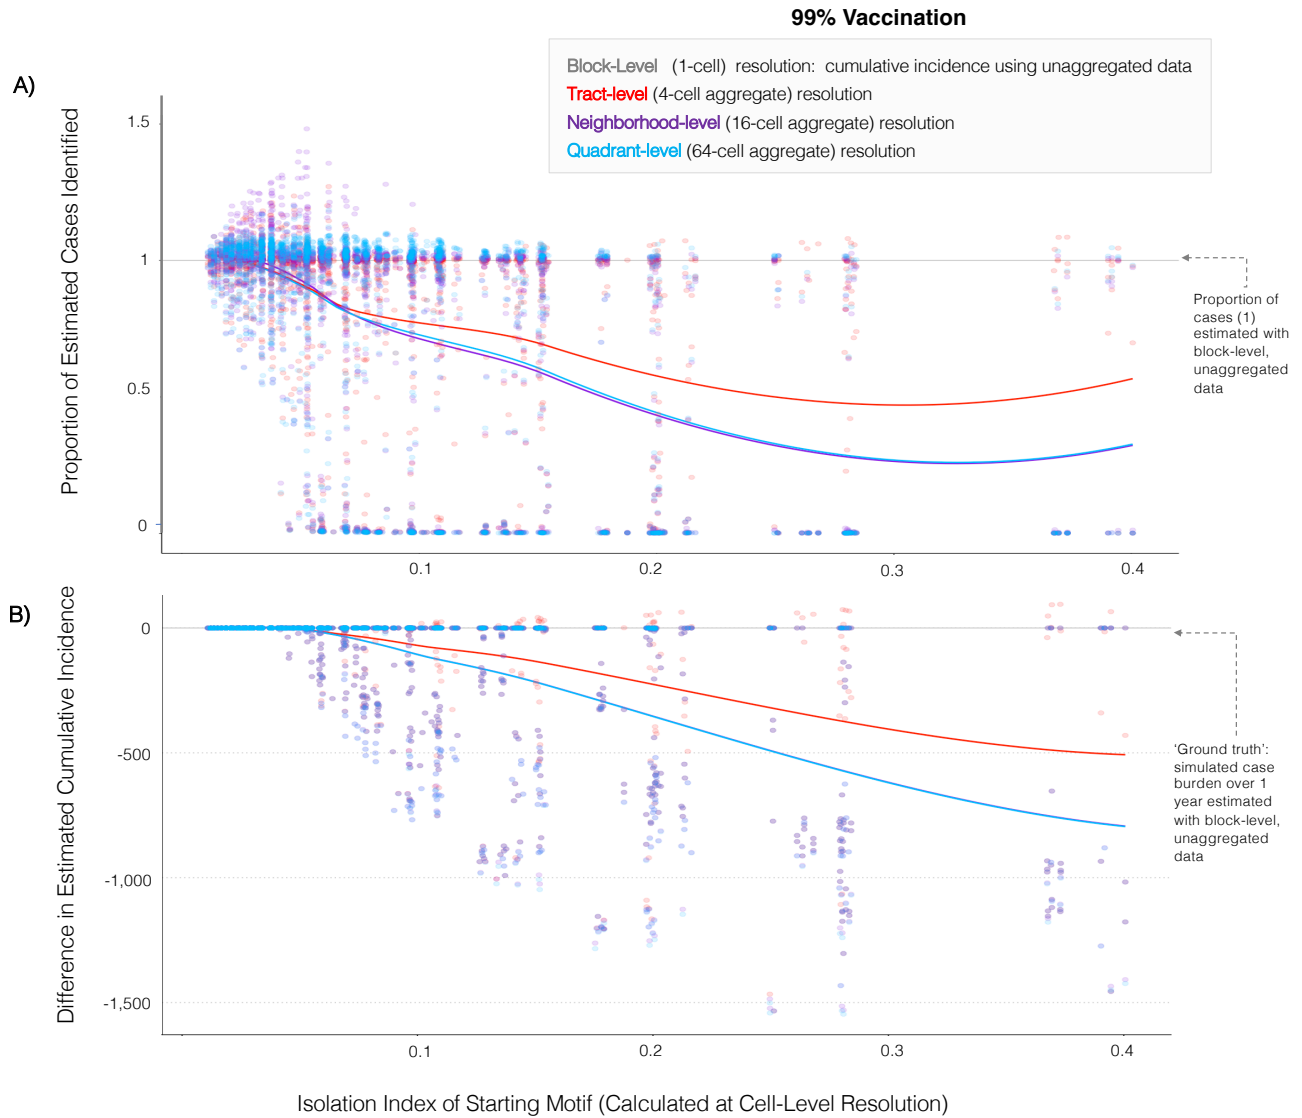 99% Vaccination
Block-Level (1-cell) resolution: cumulative incidence using unaggregated data
Tract-level (4-cell aggregate) resolution
Neighborhood-level (16-cell aggregate) resolution
Quadrant-level (64-cell aggregate) resolution
A)
Proportion of Estimated Cases Identified
1.5
1
0.5
0
0.1
0.2
0.3
0.4
Proportion of
cases (1)
estimated with
block-level,
unaggregated
data
B)
Difference in Estimated Cumulative Incidence
0
-500
-1,000
-1,500
0.1
0.2
0.3
0.4
'Ground truth':
simulated case
burden over 1
year estimated
with block-level,
unaggregated
data
Isolation Index of Starting Motif (Calculated at Cell-Level Resolution)